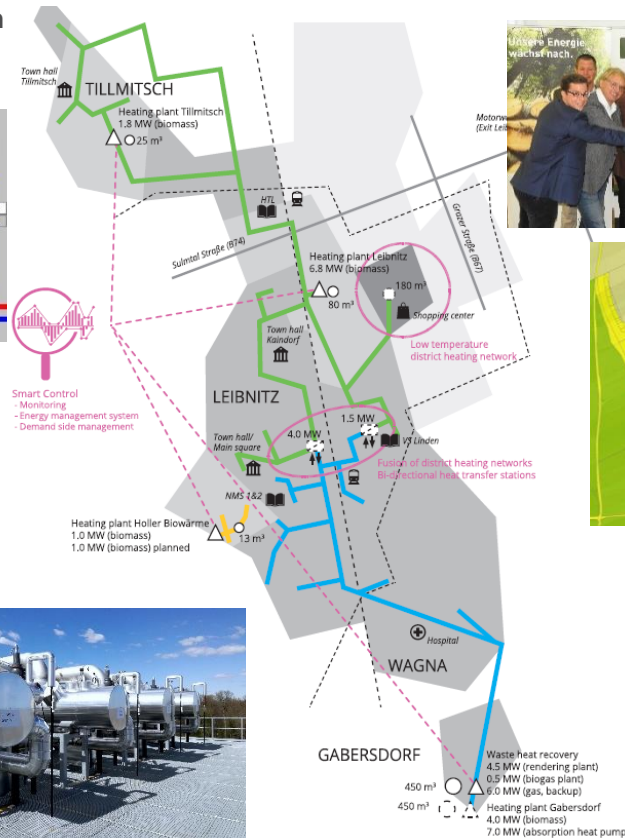 Town hall
Tillmitsch
TILLMITSCH
Heating plant Tillmitsch
1.8 MW (biomass)
25 m³
Unsere Energie
wächst nach.
(Exit
HTL
Sulmtal Straße (B74)
Grazer Straße (B67)
Heating plant Leibnitz
6.8 MW (biomass)
80 m³
180 m³
Shopping center
Low temperature
district heating network
Town hall
Kaindorf
Smart Control
- Monitoring
- Energy management system
- Demand side management
LEIBNITZ
1.5 MW
4.0 MW
VS Linden
Town hall/
Main square
Fusion of district heating networks
Bi-directional heat transfer stations
NMS 1&2
Heating plant Holler Biowärme
1.0 MW (biomass)
1.0 MW (biomass) planned
13 m³
Hospital
WAGNA
GABERSDORF
Waste heat recovery
4.5 MW (rendering plant)
0.5 MW (biogas plant)
6.0 MW (gas, backup)
450 m³
450 m³
Heating plant Gabersdorf
4.0 MW (biomass)
7.0 MW (absorption heat pump